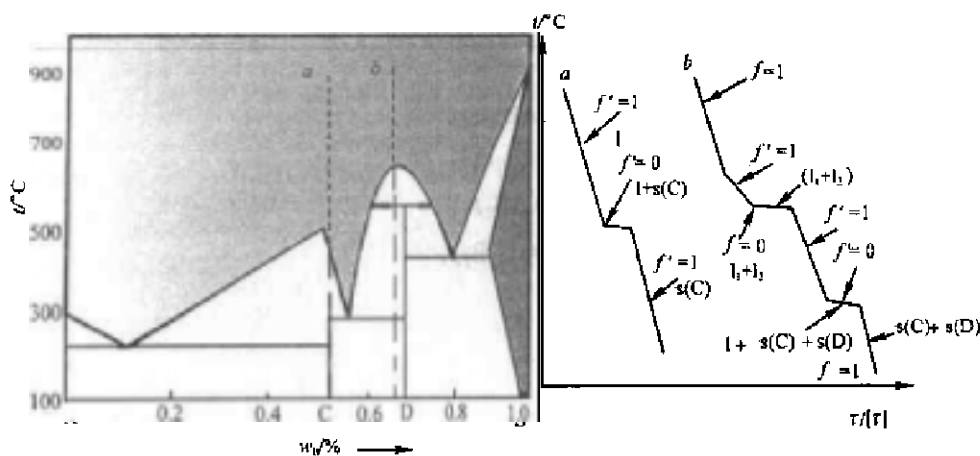 t/°C
900
700
500
300
100
a
b
0.2
0.4
C
0.6
D
0.8
1.0
t/°C
a
f*=1
l
f*=0
l+s(C)
f*=1
s(C)
b
f=1
f*=1
(l₁+l₂)
f*=0
l₁+l₂
f*=1
f*=0
l+ s(C)+s(D)
s(C)+s(D)
f=1
τ/[τ]